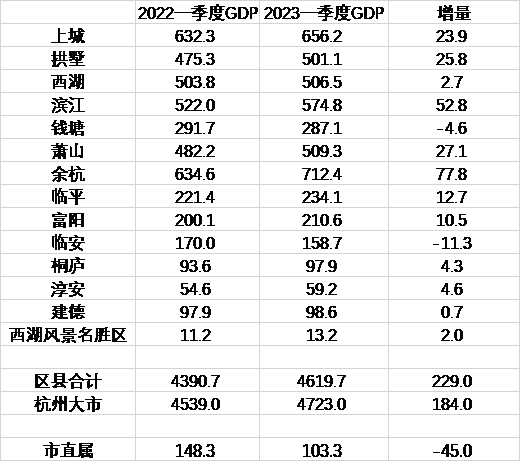 2022一季度GDP 2023一季度GDP 增量
上城 632.3 656.2 23.9
拱墅 475.3 501.1 25.8
西湖 503.8 506.5 2.7
滨江 522.0 574.8 52.8
钱塘 291.7 287.1 -4.6
萧山 482.2 509.3 27.1
余杭 634.6 712.4 77.8
临平 221.4 234.1 12.7
富阳 200.1 210.6 10.5
临安 170.0 158.7 -11.3
桐庐 93.6 97.9 4.3
淳安 54.6 59.2 4.6
建德 97.9 98.6 0.7
西湖风景名胜区 11.2 13.2 2.0
区县合计 4390.7 4619.7 229.0
杭州大市 4539.0 4723.0 184.0
市直属 148.3 103.3 -45.0